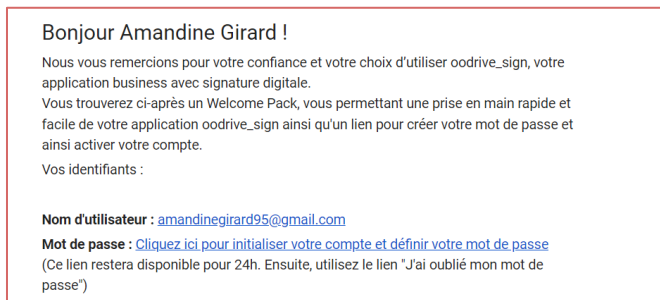 Bonjour Amandine Girard !
Nous vous remercions pour votre confiance et votre choix d'utiliser oodrive_sign, votre
application business avec signature digitale.
Vous trouverez ci-après un Welcome Pack, vous permettant une prise en main rapide et
facile de votre application oodrive_sign ainsi qu'un lien pour créer votre mot de passe et
ainsi activer votre compte.
Vos identifiants :
Nom d'utilisateur : amandinegirard95@gmail.com
Mot de passe : Cliquez ici pour initialiser votre compte et définir votre mot de passe
(Ce lien restera disponible pour 24h. Ensuite, utilisez le lien "J'ai oublié mon mot de
passe")